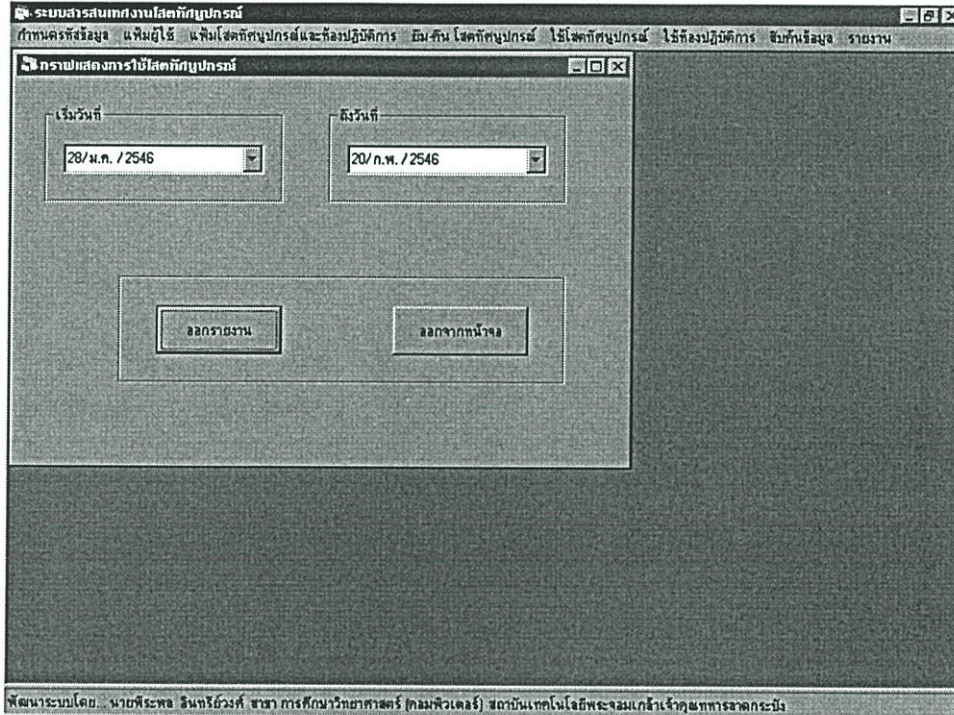 ระบบสารสนเทศงานโสตทัศนูปกรณ์
กำหนดรหัสข้อมูล แฟ้มผู้ใช้ แฟ้มโสตทัศนูปกรณ์และห้องปฏิบัติการ ยืม-คืน โสตทัศนูปกรณ์ ใช้โสตทัศนูปกรณ์ ใช้ห้องปฏิบัติการ สืบค้นข้อมูล รายงาน
กราฟแสดงการใช้โสตทัศนูปกรณ์
เริ่มวันที่ ถึงวันที่
28/ม.ค. /2546 20/ก.พ. /2546
ออกรายงาน ออกจากหน้าจอ
พัฒนาระบบโดย... นายพีระพล อินทรีย์วงศ์ สาขา การศึกษาวิทยาศาสตร์ (คอมพิวเตอร์) สถาบันเทคโนโลยีพระจอมเกล้าเจ้าคุณทหารลาดกระบัง